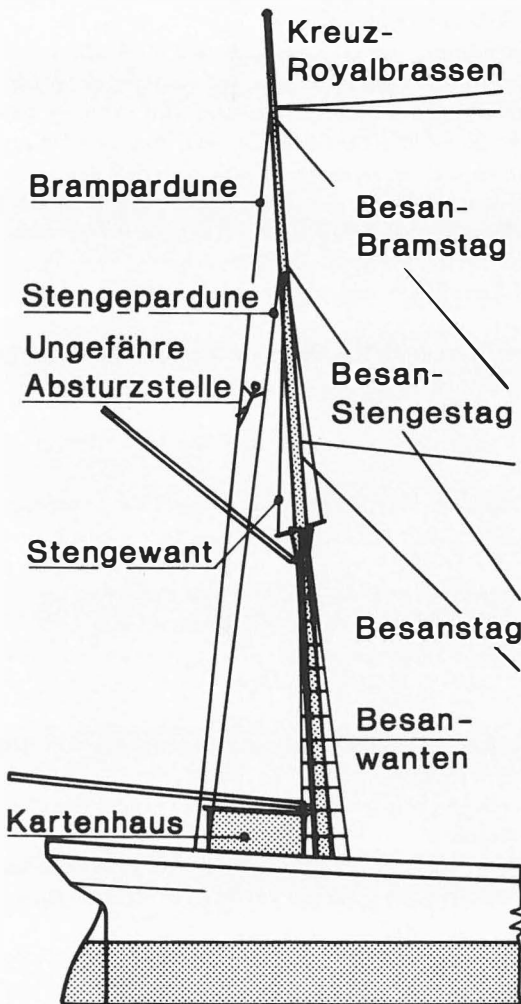 Kreuz-
Royalbrassen
Brampardune
Besan-
Bramstag
Stengepardune
Ungefähre
Absturzstelle
Besan-
Stengestag
Stengewant
Besanstag
Besan-
wanten
Kartenhaus